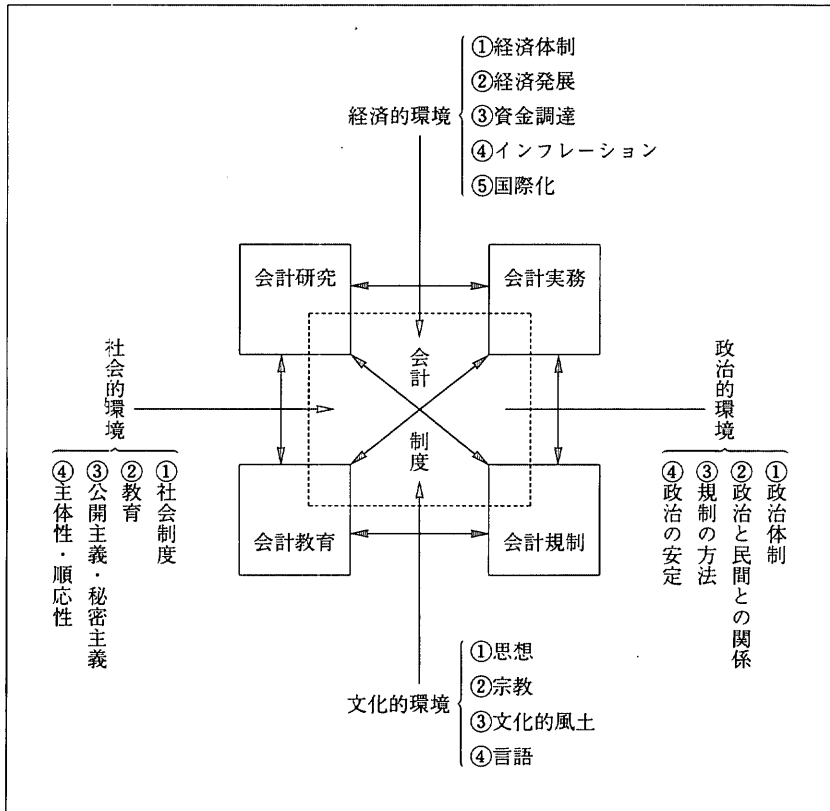 ①経済体制
②経済発展
経済的環境
③資金調達
④インフレーション
⑤国際化
会計研究
会計実務
会計
制度
社会的環境
①社会制度
②教育
③公開主義・秘密主義
④主体性・順応性
政治的環境
①政治体制
②政治と民間との関係
③規制の方法
④政治の安定
会計教育
会計規制
①思想
②宗教
文化的環境
③文化的風土
④言語